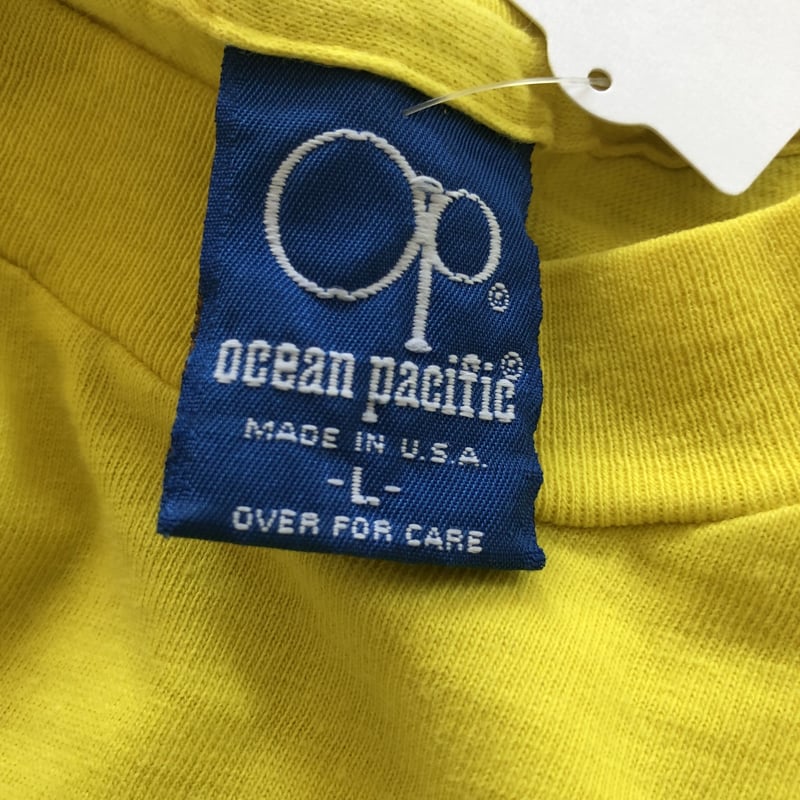 Op®
ocean pacific®
MADE IN U.S.A.
-L-
OVER FOR CARE